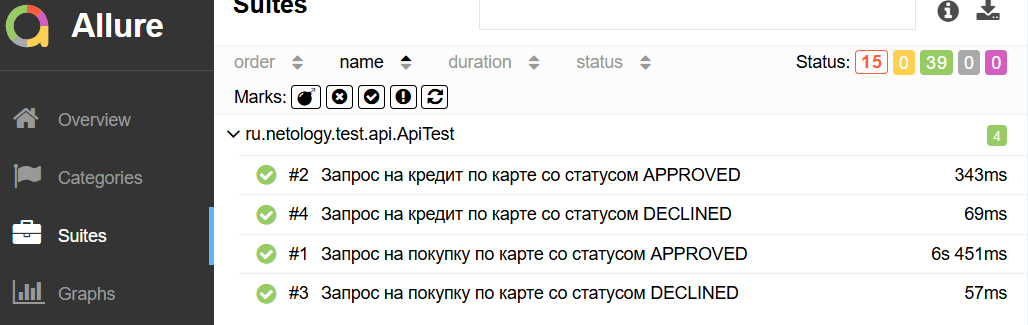 Allure
Overview
Categories
Suites
Graphs
Suites
order name duration status Status: 15 0 39 0 0
Marks:
ru.netology.test.api.ApiTest 4
#2 Запрос на кредит по карте со статусом APPROVED 343ms
#4 Запрос на кредит по карте со статусом DECLINED 69ms
#1 Запрос на покупку по карте со статусом APPROVED 6s 451ms
#3 Запрос на покупку по карте со статусом DECLINED 57ms